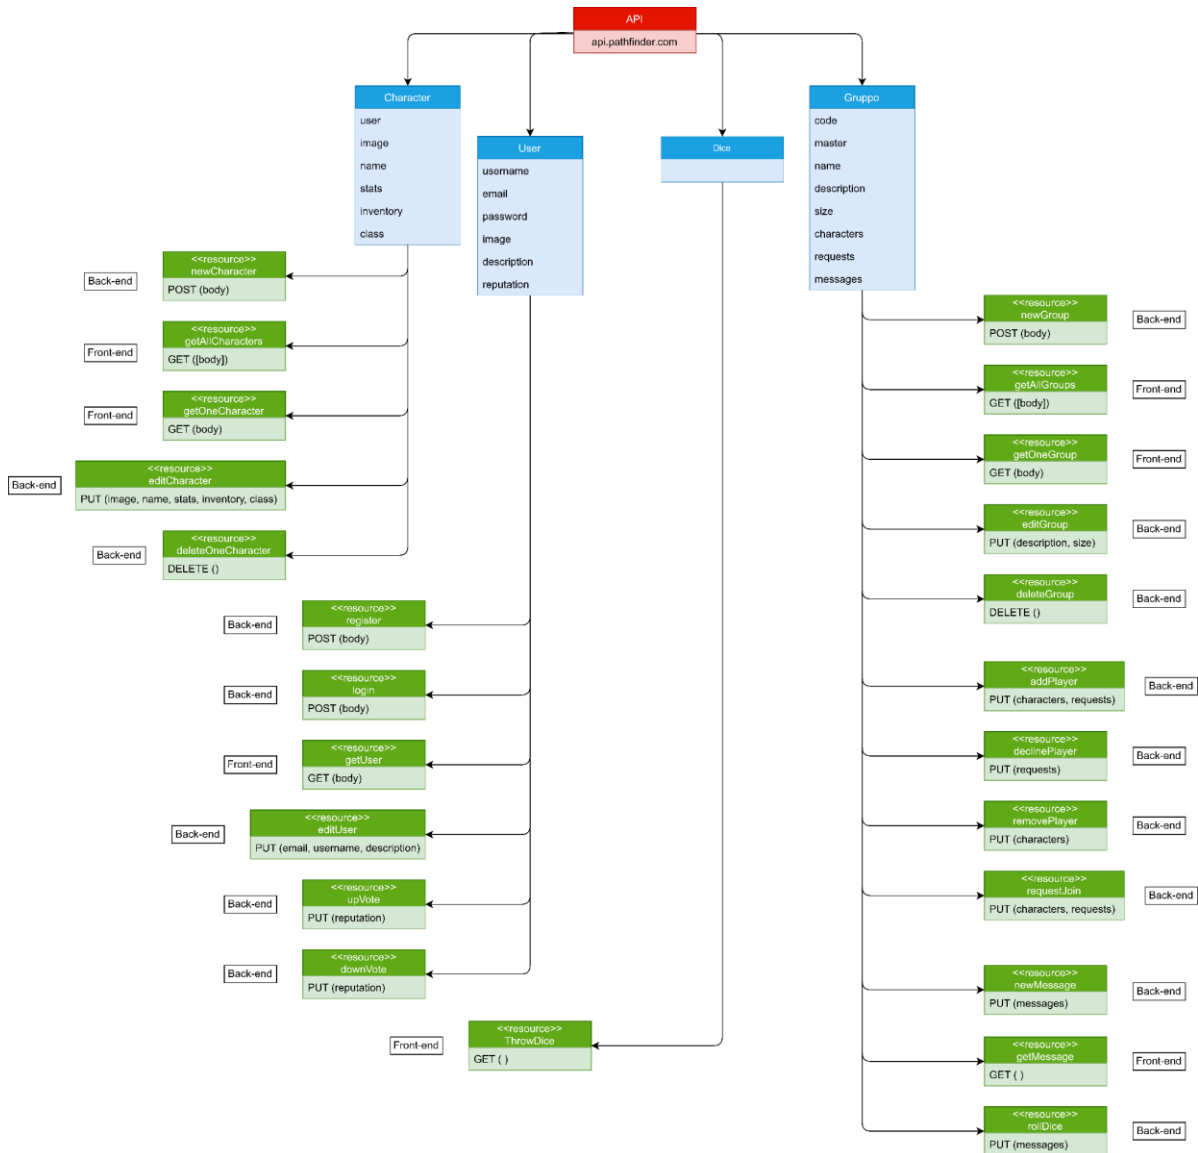 API
api.pathfinder.com
Character
user
image
name
stats
inventory
class
User
username
email
password
image
description
reputation
Dice
Gruppo
code
master
name
description
size
characters
requests
messages
Back-end
<<resource>>
newCharacter
POST (body)
Front-end
<<resource>>
getAllCharacters
GET ([body])
Front-end
<<resource>>
getOneCharacter
GET (body)
Back-end
<<resource>>
editCharacter
PUT (image, name, stats, inventory, class)
Back-end
<<resource>>
deleteOneCharacter
DELETE ()
Back-end
<<resource>>
register
POST (body)
Back-end
<<resource>>
login
POST (body)
Front-end
<<resource>>
getUser
GET (body)
Back-end
<<resource>>
editUser
PUT (email, username, description)
Back-end
<<resource>>
upVote
PUT (reputation)
Back-end
<<resource>>
downVote
PUT (reputation)
Front-end
<<resource>>
ThrowDice
GET ( )
<<resource>>
newGroup
POST (body)
Back-end
<<resource>>
getAllGroups
GET ([body])
Front-end
<<resource>>
getOneGroup
GET (body)
Front-end
<<resource>>
editGroup
PUT (description, size)
Back-end
<<resource>>
deleteGroup
DELETE ()
Back-end
<<resource>>
addPlayer
PUT (characters, requests)
Back-end
<<resource>>
declinePlayer
PUT (requests)
Back-end
<<resource>>
removePlayer
PUT (characters)
Back-end
<<resource>>
requestJoin
PUT (characters, requests)
Back-end
<<resource>>
newMessage
PUT (messages)
Back-end
<<resource>>
getMessage
GET ( )
Front-end
<<resource>>
rollDice
PUT (messages)
Back-end